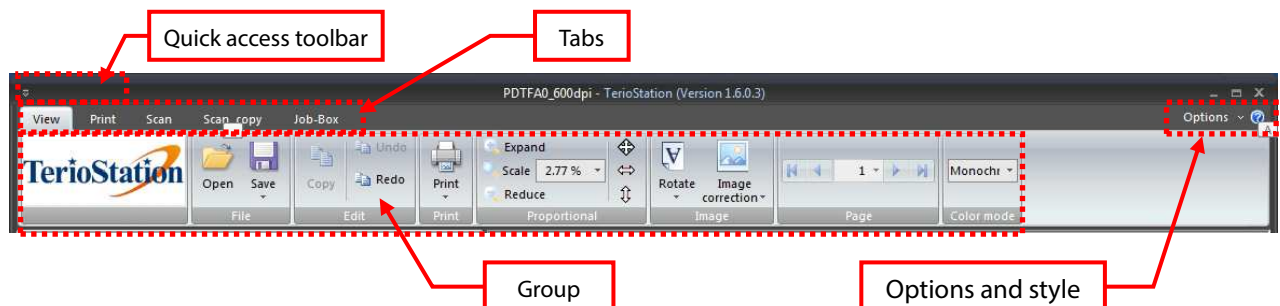 Quick access toolbar
Tabs
PDTFA0_600dpi - TerioStation (Version 1.6.0.3)
View Print Scan Scan_copy Job-Box Options
A
TerioStation
Open Save
File
Copy Undo Redo
Edit
Print
Print
Expand
Scale 2.77 %
Reduce
Proportional
Rotate Image correction
Image
1
Page
Monochr
Color mode
Group
Options and style